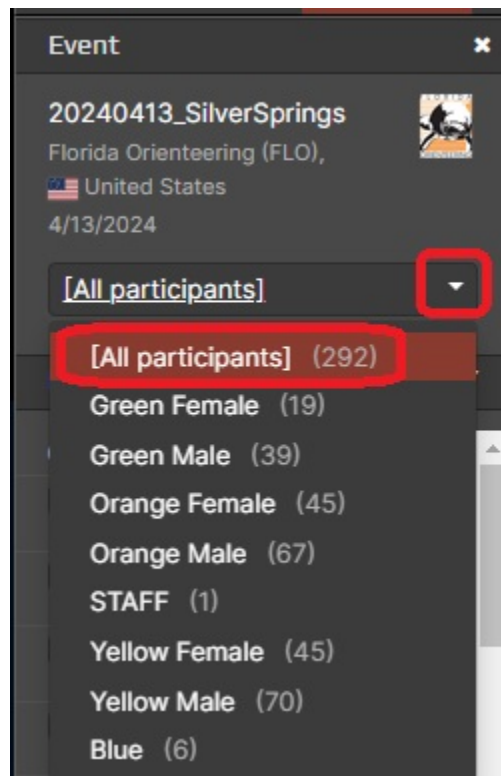 Event
20240413_SilverSprings
Florida Orienteering (FLO),
United States
4/13/2024
[All participants]
[All participants] (292)
Green Female (19)
Green Male (39)
Orange Female (45)
Orange Male (67)
STAFF (1)
Yellow Female (45)
Yellow Male (70)
Blue (6)